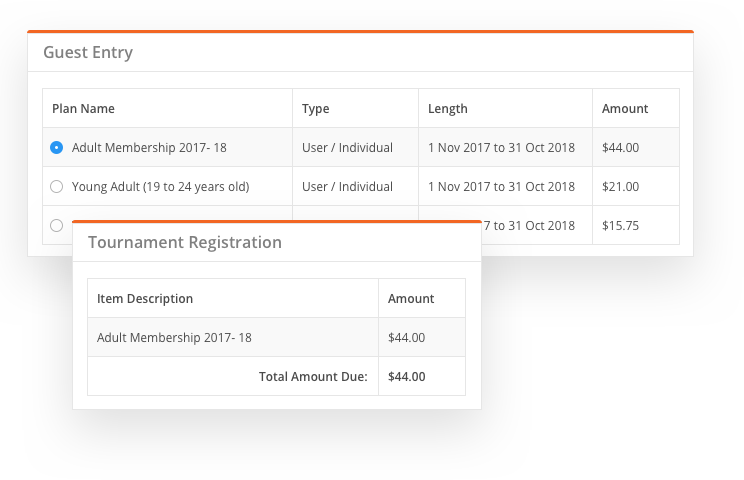 Guest Entry
Plan Name Type Length Amount
Adult Membership 2017- 18 User / Individual 1 Nov 2017 to 31 Oct 2018 $44.00
Young Adult (19 to 24 years old) User / Individual 1 Nov 2017 to 31 Oct 2018 $21.00
7 to 31 Oct 2018 $15.75
Tournament Registration
Item Description Amount
Adult Membership 2017- 18 $44.00
Total Amount Due: $44.00